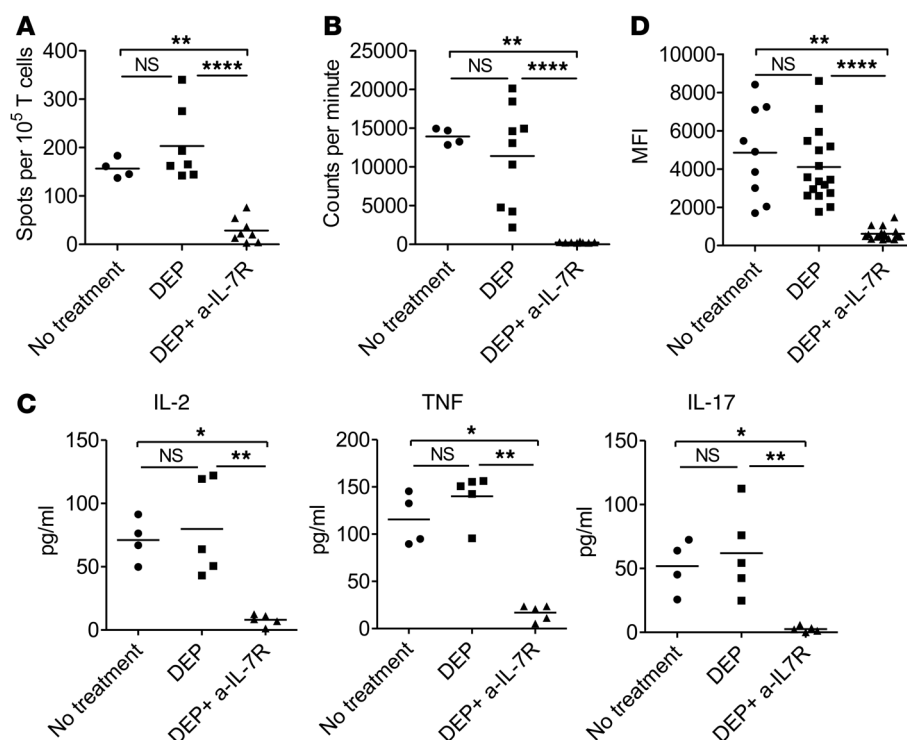 A
Spots per 10⁵ T cells
400
300
200
100
0
**
NS
****
No treatment
DEP
DEP+ a-IL-7R
B
Counts per minute
25000
20000
15000
10000
5000
0
**
NS
****
No treatment
DEP
DEP+ a-IL-7R
D
MFI
10000
8000
6000
4000
2000
0
**
NS
****
No treatment
DEP
DEP+ a-IL-7R
C
IL-2
pg/ml
150
100
50
0
*
NS
**
No treatment
DEP
DEP+ a-IL-7R
TNF
pg/ml
200
150
100
50
0
*
NS
**
No treatment
DEP
DEP+ a-IL-7R
IL-17
pg/ml
150
100
50
0
*
NS
**
No treatment
DEP
DEP+ a-IL7R